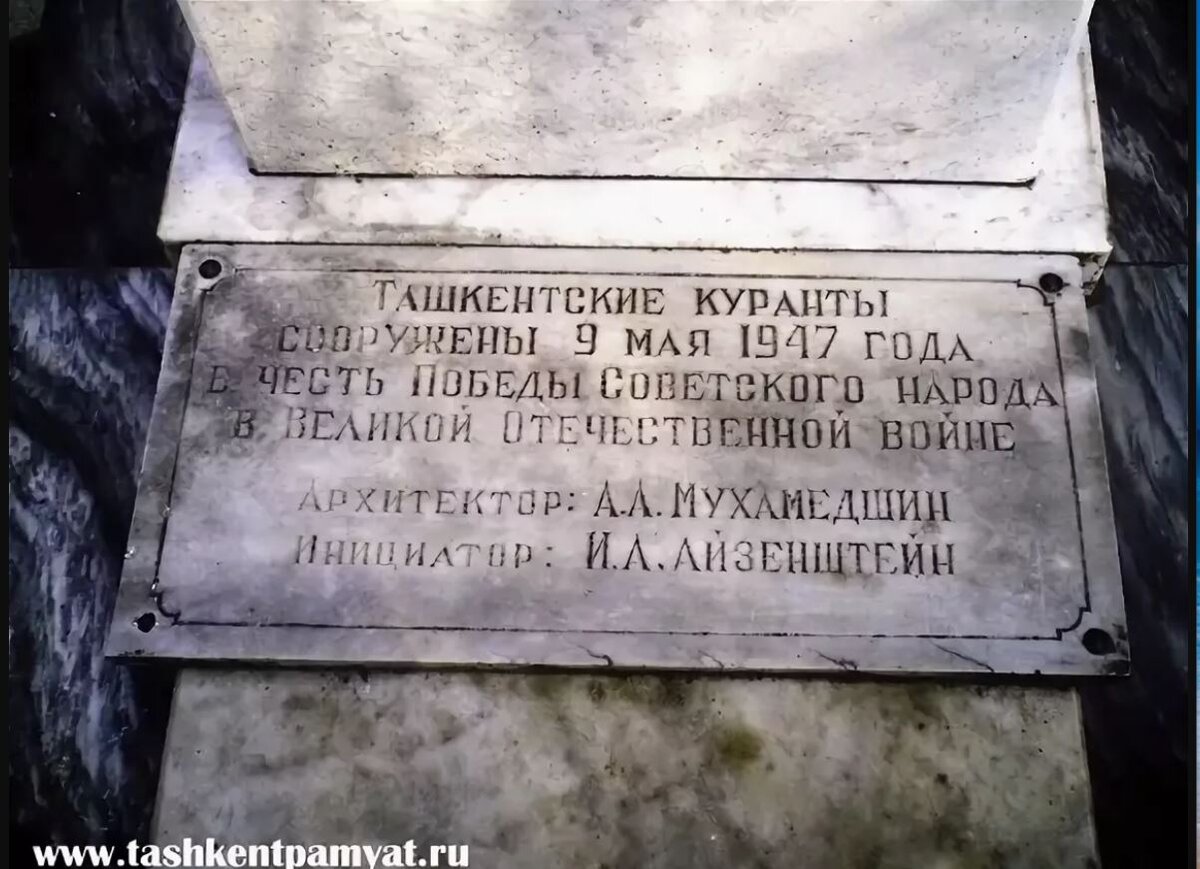 ТАШКЕНТСКИЕ КУРАНТЫ
СООРУЖЕНЫ 9 МАЯ 1947 ГОДА
В ЧЕСТЬ ПОБЕДЫ СОВЕТСКОГО НАРОДА
В ВЕЛИКОЙ ОТЕЧЕСТВЕННОЙ ВОЙНЕ
АРХИТЕКТОР: А.А. МУХАМЕДШИН
ИНИЦИАТОР: И.А. АЙЗЕНШТЕЙН
www.tashkentpamyat.ru